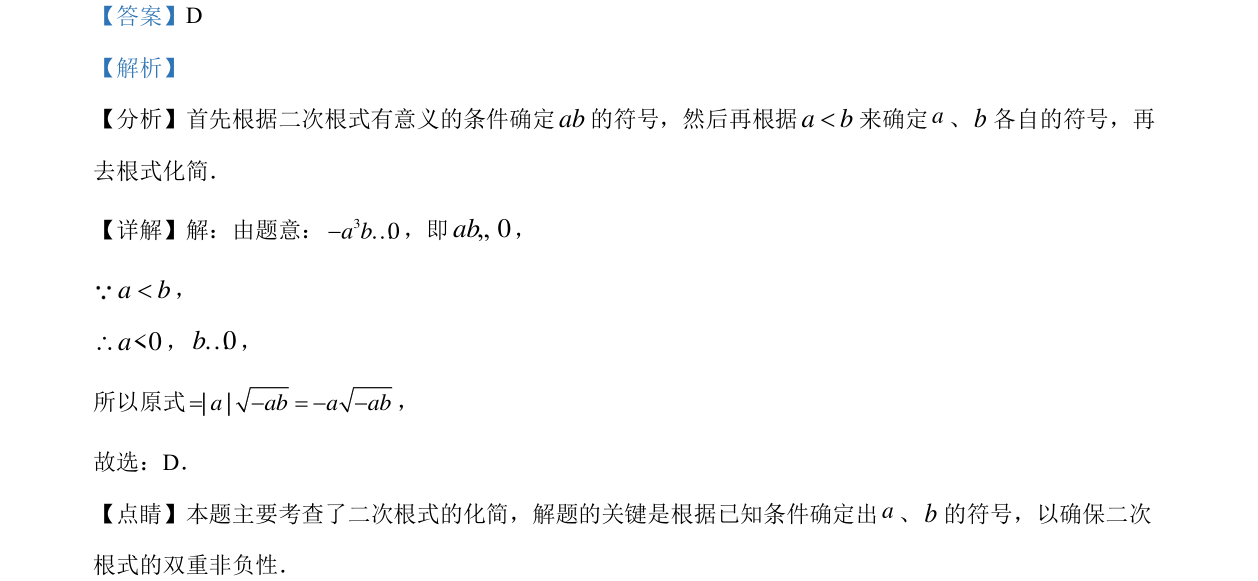 【答案】D
【解析】
【分析】首先根据二次根式有意义的条件确定ab 的符号，然后再根据a < b 来确定a 、b 各自的符号，再
去根式化简．
【详解】解：由题意：−a³b…0，即ab„ 0，
∵a < b，
∴a<0，b…0，
所以原式=|a|√−ab = −a√−ab，
故选：D．
【点睛】本题主要考查了二次根式的化简，解题的关键是根据已知条件确定出a 、b 的符号，以确保二次
根式的双重非负性．